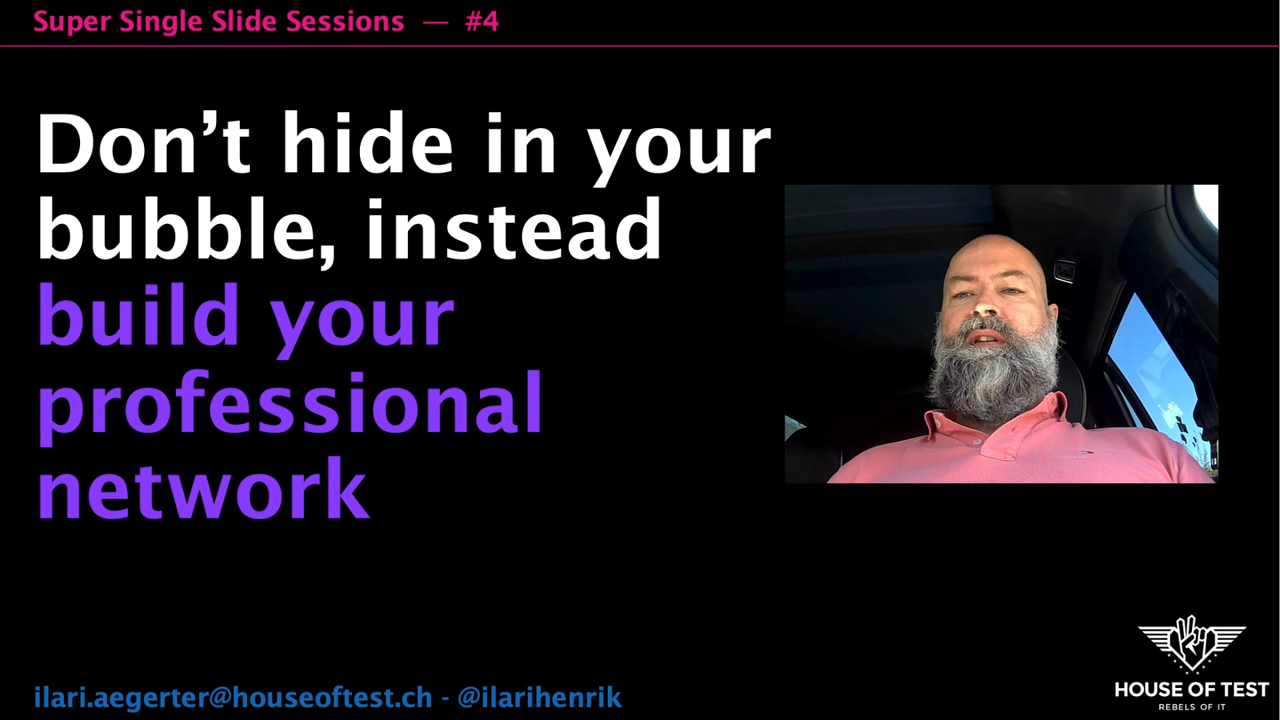 Super Single Slide Sessions — #4
Don’t hide in your
bubble, instead
build your
professional
network
ilari.aegerter@houseoftest.ch - @ilarihenrik
HOUSE OF TEST
REBELS OF IT